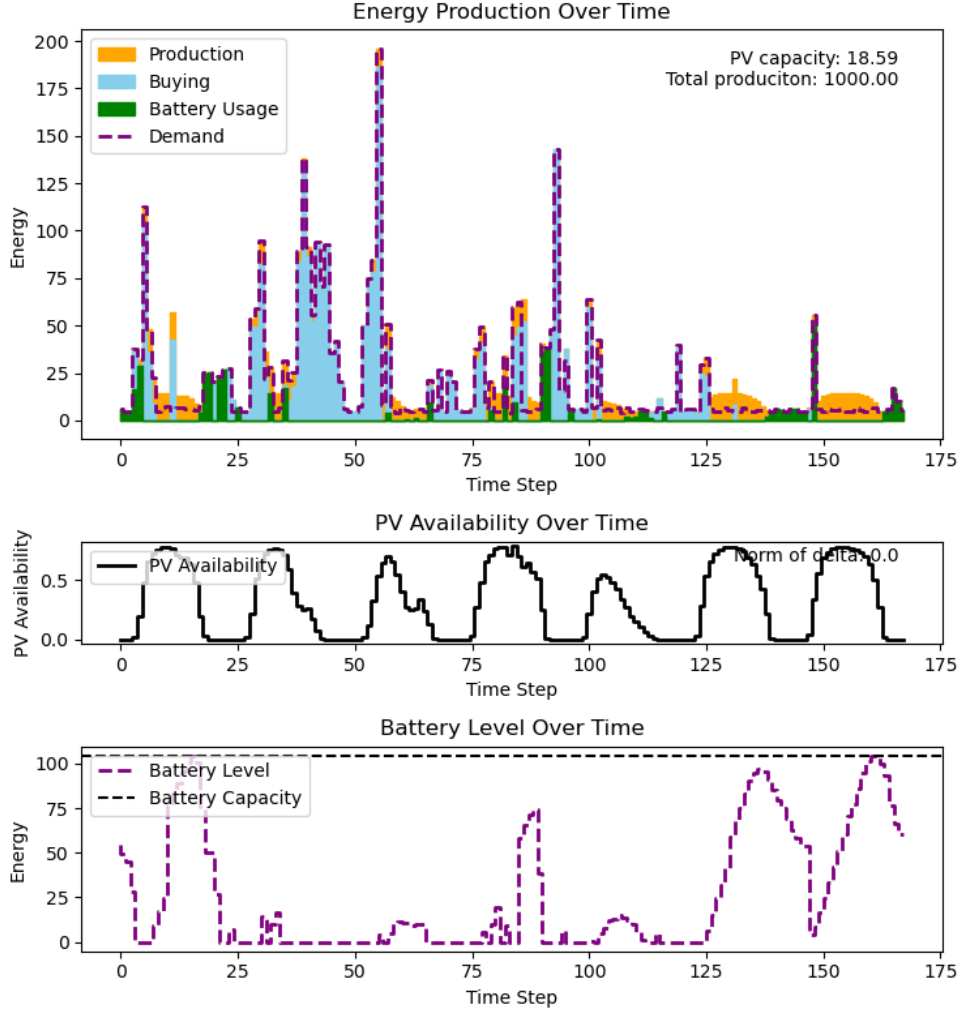 Energy Production Over Time
200
175
150
125
100
75
50
25
0
Energy
Production
Buying
Battery Usage
Demand
PV capacity: 18.59
Total produciton: 1000.00
0 25 50 75 100 125 150 175
Time Step
PV Availability Over Time
0.5
0.0
PV Availability
PV Availability
Norm of delta: 0.0
0 25 50 75 100 125 150 175
Time Step
Battery Level Over Time
100
75
50
25
0
Energy
Battery Level
Battery Capacity
0 25 50 75 100 125 150 175
Time Step